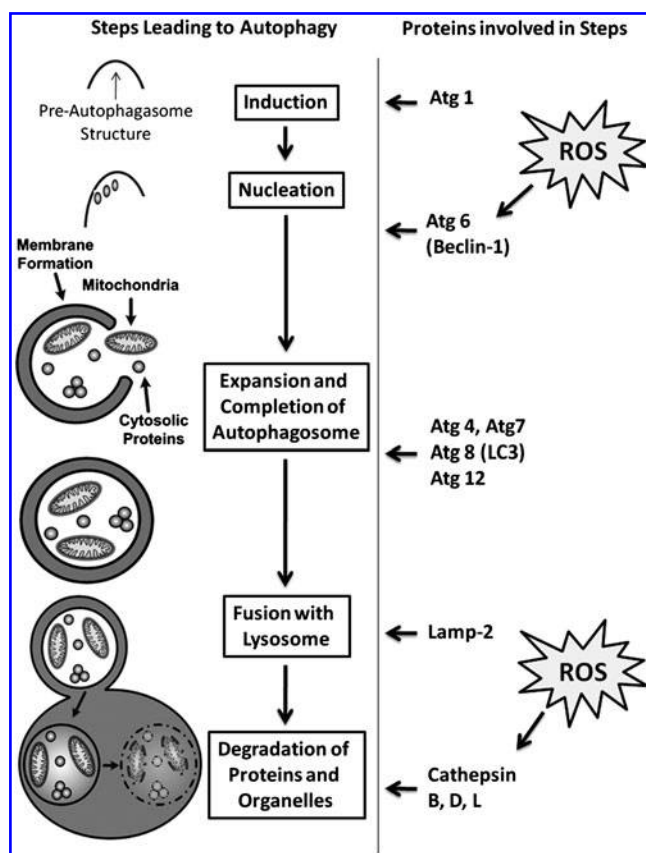 Steps Leading to Autophagy
Proteins involved in Steps
Pre-Autophagasome
Structure
Induction
Atg 1
ROS
Nucleation
Atg 6
(Beclin-1)
Membrane
Formation
Mitochondria
Cytosolic
Proteins
Expansion and
Completion of
Autophagosome
Atg 4, Atg7
Atg 8 (LC3)
Atg 12
Fusion with
Lysosome
Lamp-2
ROS
Degradation of
Proteins and
Organelles
Cathepsin
B, D, L